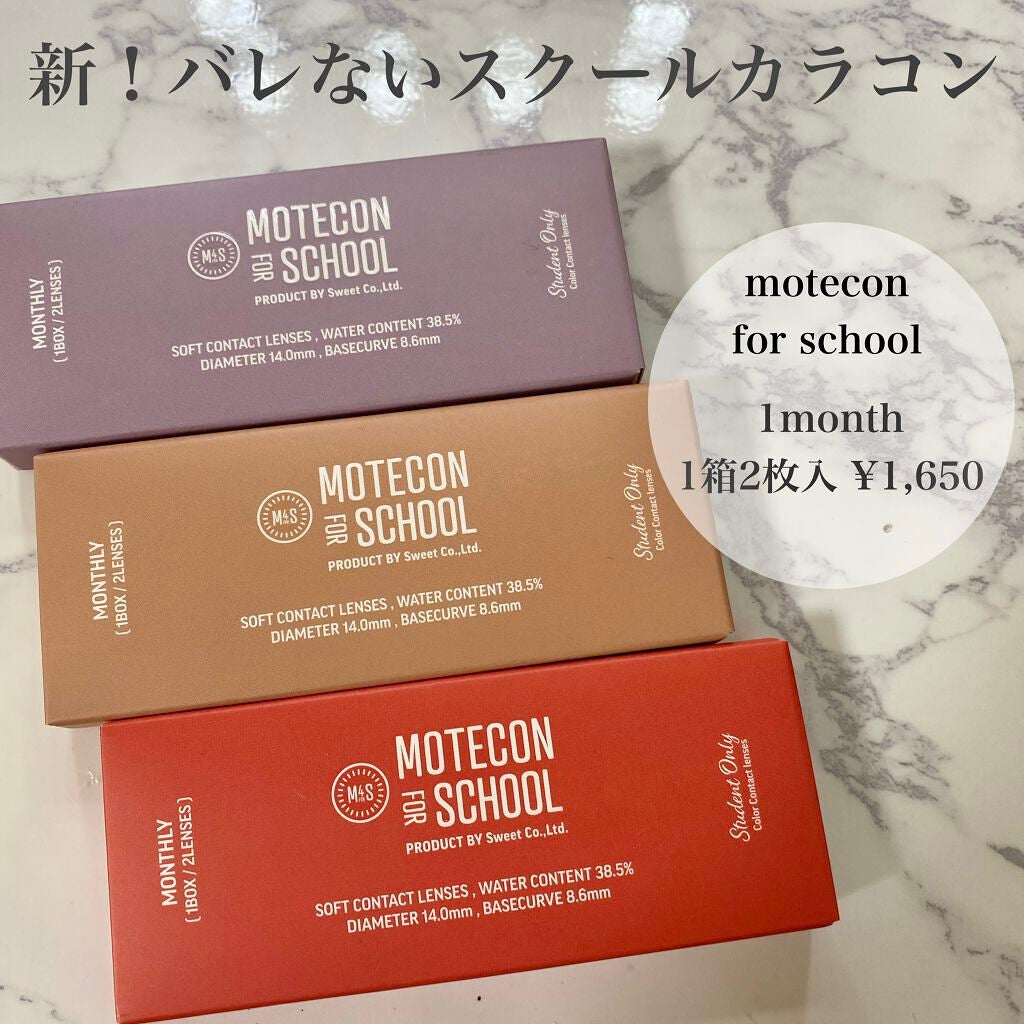 新！バレないスクールカラコン
MONTHLY
(1BOX / 2LENSES)
M4S
MOTECON
FOR SCHOOL
PRODUCT BY Sweet Co.,Ltd.
SOFT CONTACT LENSES , WATER CONTENT 38.5%
DIAMETER 14.0mm , BASECURVE 8.6mm
Student Only
Color Contact lenses
motecon
for school
1month
1箱2枚入 ¥1,650
MONTHLY
(1BOX / 2LENSES)
M4S
MOTECON
FOR SCHOOL
PRODUCT BY Sweet Co.,Ltd.
SOFT CONTACT LENSES , WATER CONTENT 38.5%
DIAMETER 14.0mm , BASECURVE 8.6mm
Student Only
Color Contact lenses
MONTHLY
(1BOX / 2LENSES)
M4S
MOTECON
FOR SCHOOL
PRODUCT BY Sweet Co.,Ltd.
SOFT CONTACT LENSES , WATER CONTENT 38.5%
DIAMETER 14.0mm , BASECURVE 8.6mm
Student Only
Color Contact lenses